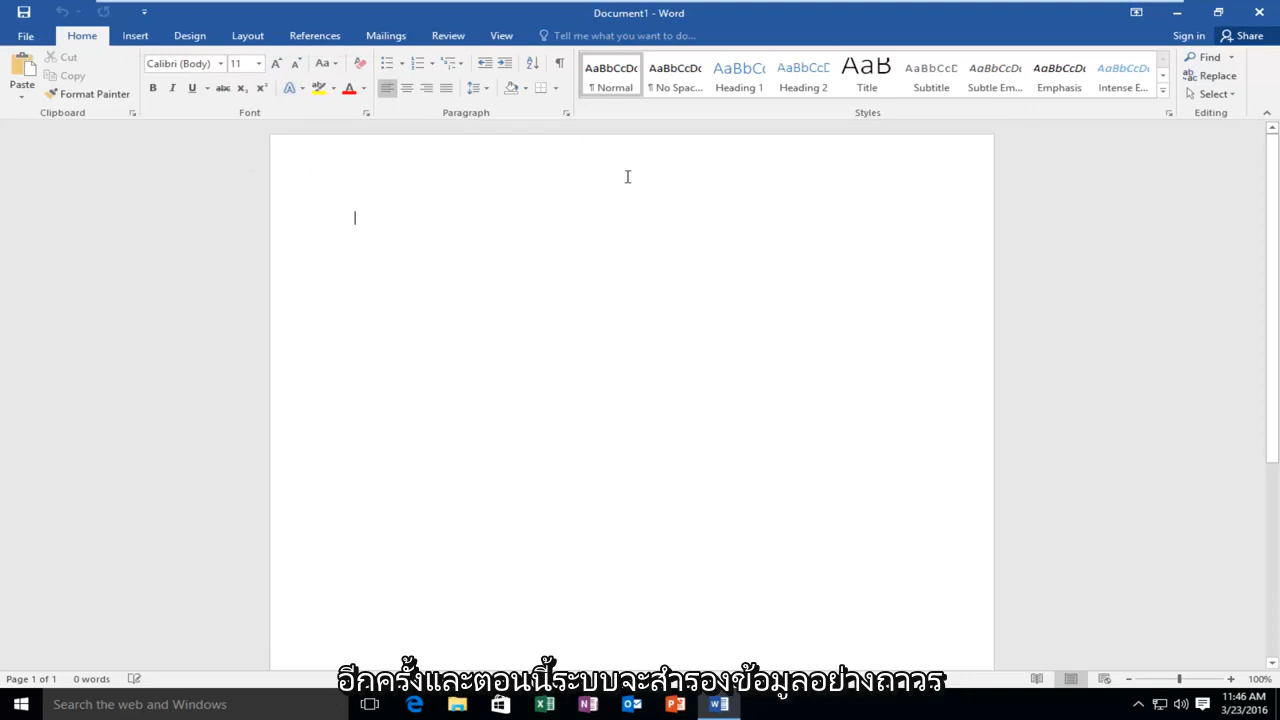 Document1 - Word
File Home Insert Design Layout References Mailings Review View Tell me what you want to do... Sign in Share
Paste
Cut
Copy
Format Painter
Clipboard
Calibri (Body) 11
Font
Paragraph
AaBbCcDc AaBbCcDc AaBbCc AaBbCcD AaB AaBbCcD AaBbCcDc AaBbCcDc AaBbCcDc
¶ Normal ¶ No Spac... Heading 1 Heading 2 Title Subtitle Subtle Em... Emphasis Intense E...
Styles
Find
Replace
Select
Editing
อีกครั้งและตอนนี้ระบบจะสำรองข้อมูลอย่างถาวร
Page 1 of 1 0 words 100%
Search the web and Windows
11:46 AM
3/23/2016